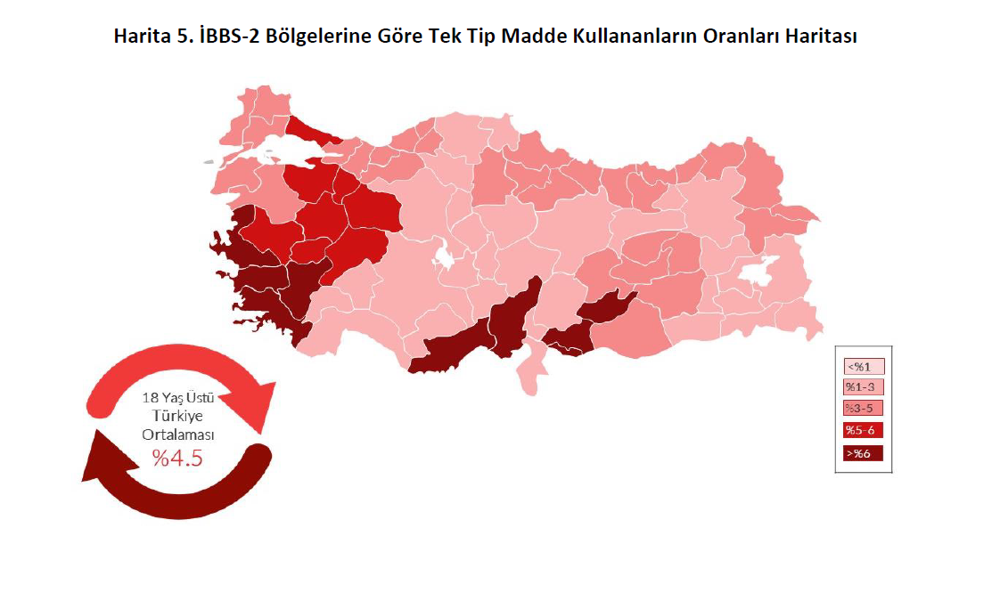 Harita 5. İBBS-2 Bölgelerine Göre Tek Tip Madde Kullananların Oranları Haritası
18 Yaş Üstü
Türkiye
Ortalaması
%4.5
<%1
%1-3
%3-5
%5-6
>%6